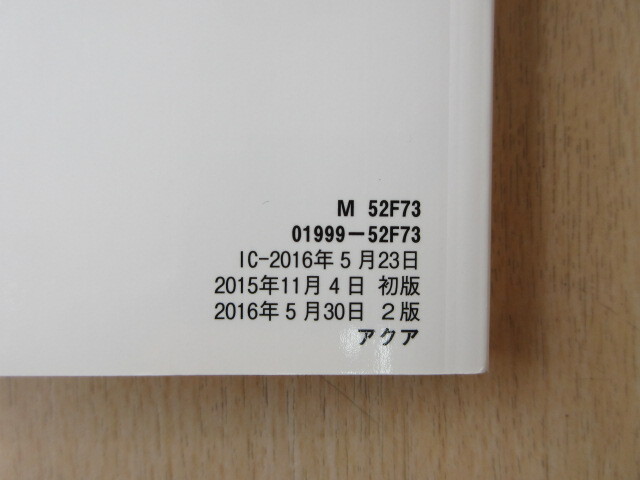 M 52F73
01999-52F73
IC-2016年5月23日
2015年11月4日 初版
2016年5月30日 2版
アクア